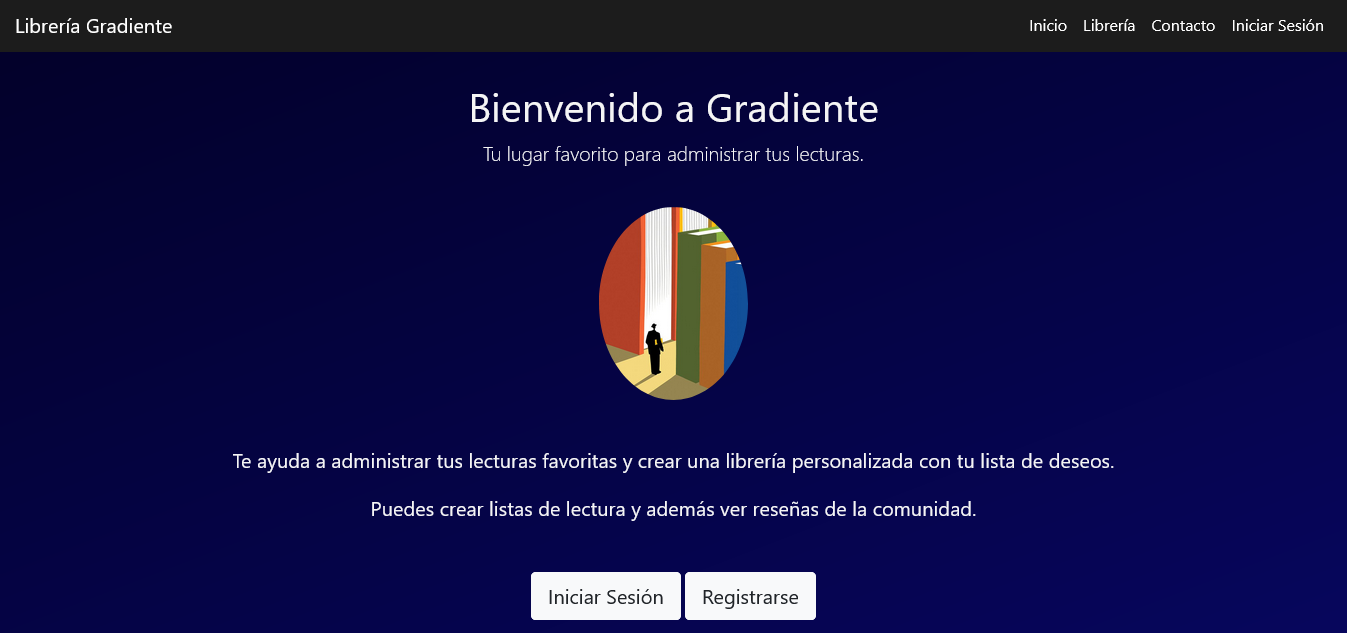 Librería Gradiente
Inicio Librería Contacto Iniciar Sesión
Bienvenido a Gradiente
Tu lugar favorito para administrar tus lecturas.
Te ayuda a administrar tus lecturas favoritas y crear una librería personalizada con tu lista de deseos.
Puedes crear listas de lectura y además ver reseñas de la comunidad.
Iniciar Sesión Registrarse